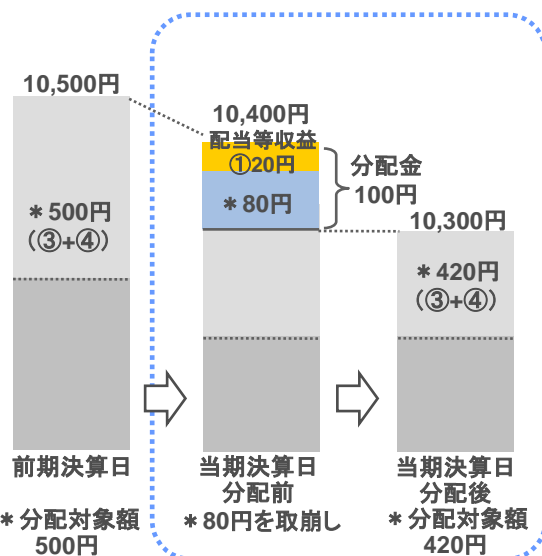 10,500円
10,400円
配当等収益
①20円
分配金
100円
＊80円
10,300円
＊500円
(③+④)
＊420円
(③+④)
前期決算日
当期決算日
分配前
当期決算日
分配後
＊分配対象額
500円
＊80円を取崩し
＊分配対象額
420円